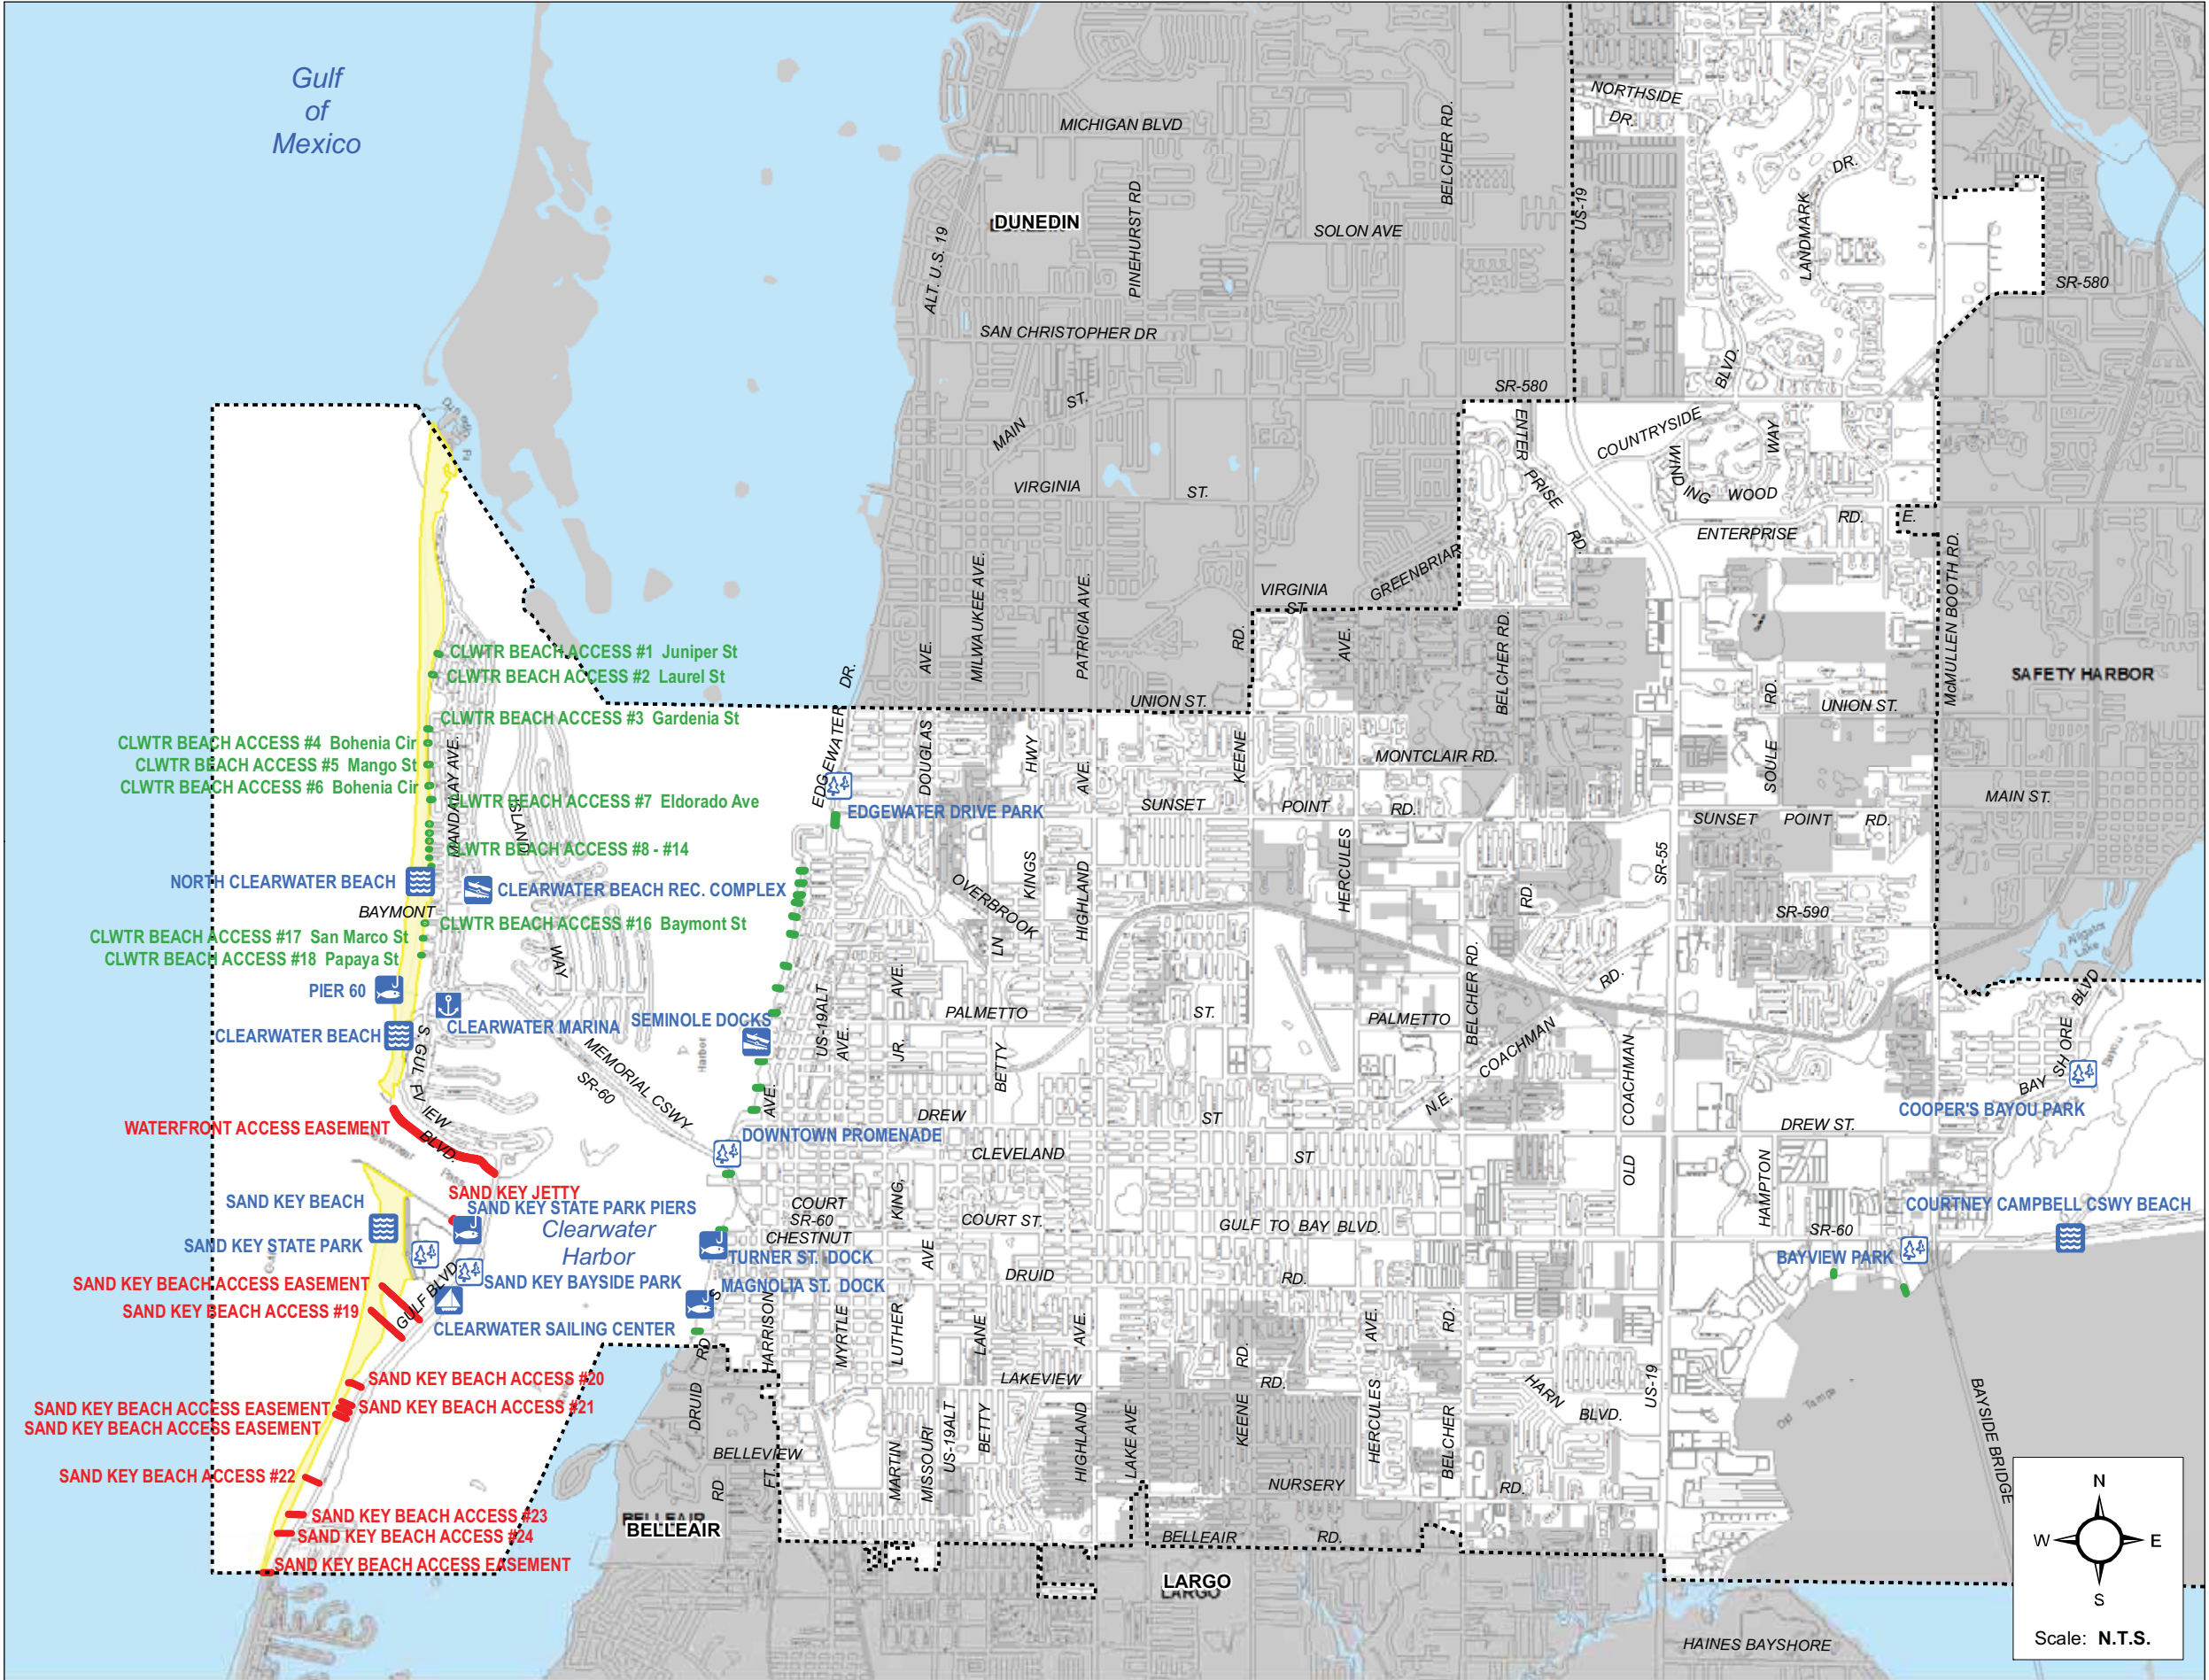 Gulf
of
Mexico
NORTHSIDE
DR.
MICHIGAN BLVD
BELCHER RD.
DR.
DUNEDIN
PINEHURST RD
US-19
LANDMARK
SOLON AVE
ALT. U.S. 19
SR-580
SAN CHRISTOPHER DR
BLVD.
SR-580
MAIN
ST.
ENTER
PRISE
RD.
COUNTRYSIDE
WIND
ING
WOOD
WAY
VIRGINIA
ST.
ENTERPRISE
RD.
E.
McMULLEN BOOTH RD.
GREENBRIAR
VIRGINIA
ST
MILWAUKEE AVE.
PATRICIA AVE.
AVE.
RD.
AVE.
BELCHER RD.
CLWTR BEACH ACCESS #1 Juniper St
CLWTR BEACH ACCESS #2 Laurel St
DR.
SAFETY HARBOR
RD.
UNION ST.
UNION ST.
CLWTR BEACH ACCESS #3 Gardenia St
CLWTR BEACH ACCESS #4 Bohenia Cir
CLWTR BEACH ACCESS #5 Mango St
CLWTR BEACH ACCESS #6 Bohenia Cir
CLWTR BEACH ACCESS #7 Eldorado Ave
MANDALAY AVE.
ISLAND
EDGEWATER
DOUGLAS
HWY
AVE.
KEENE
MONTCLAIR RD.
SOULE
MAIN ST.
EDGEWATER DRIVE PARK
SUNSET
POINT
RD.
SUNSET
POINT
RD.
CLWTR BEACH ACCESS #8 - #14
HERCULES
SR-55
NORTH CLEARWATER BEACH
CLEARWATER BEACH REC. COMPLEX
OVERBROOK
KINGS
HIGHLAND
RD.
BAYMONT
SR-590
CLWTR BEACH ACCESS #16 Baymont St
CLWTR BEACH ACCESS #17 San Marco St
CLWTR BEACH ACCESS #18 Papaya St
Alligator
Lake
LN
WAY
AVE.
BELCHER RD.
RD.
BLVD
PIER 60
PALMETTO
ST.
PALMETTO
CLEARWATER MARINA
SEMINOLE DOCKS
US-19ALT
AVE.
JR.
CLEARWATER BEACH
S. GULFV
IEW
BLVD.
MEMORIAL CSWY
SR-60
Harbor
BETTY
COACHMAN
N.E.
COACHMAN
OLD
BAY
SH ORE
Bayou
AVE.
COOPER'S BAYOU PARK
DREW
ST
DREW ST.
WATERFRONT ACCESS EASEMENT
DOWNTOWN PROMENADE
CLEVELAND
ST
Pass
SAND KEY JETTY
SAND KEY BEACH
SAND KEY STATE PARK PIERS
Clearwater
Harbor
COURT
SR-60
CHESTNUT
KING,
COURT ST.
GULF TO BAY BLVD.
HAMPTON
SR-60
COURTNEY CAMPBELL CSWY BEACH
SAND KEY STATE PARK
TURNER ST. DOCK
BAYVIEW PARK
SAND KEY BEACH ACCESS EASEMENT
SAND KEY BAYSIDE PARK
MAGNOLIA ST. DOCK
AVE
DRUID
RD.
SAND KEY BEACH ACCESS #19
GULF BLVD
CLEARWATER SAILING CENTER
S
RD
HARRISON
MYRTLE
LUTHER
LANE
AVE.
RD.
AVE.
RD.
SAND KEY BEACH ACCESS #20
LAKEVIEW
RD.
US-19
SAND KEY BEACH ACCESS EASEMENT
SAND KEY BEACH ACCESS #21
SAND KEY BEACH ACCESS EASEMENT
DRUID
HARN
BLVD.
Old Tampa
BAYSIDE BRIDGE
BELLEVIEW
RD
FT.
MARTIN
MISSOURI
US-19ALT.
BETTY
HIGHLAND
LAKE AVE
KEENE
HERCULES
BELCHER
SAND KEY BEACH ACCESS #22
NURSERY
RD.
SAND KEY BEACH ACCESS #23
SAND KEY BEACH ACCESS #24
BELLEAIR
BELLEAIR
BELLEAIR
RD.
SAND KEY BEACH ACCESS EASEMENT
LARGO
LARGO
HAINES BAYSHORE
N
W
E
S
Scale: N.T.S.